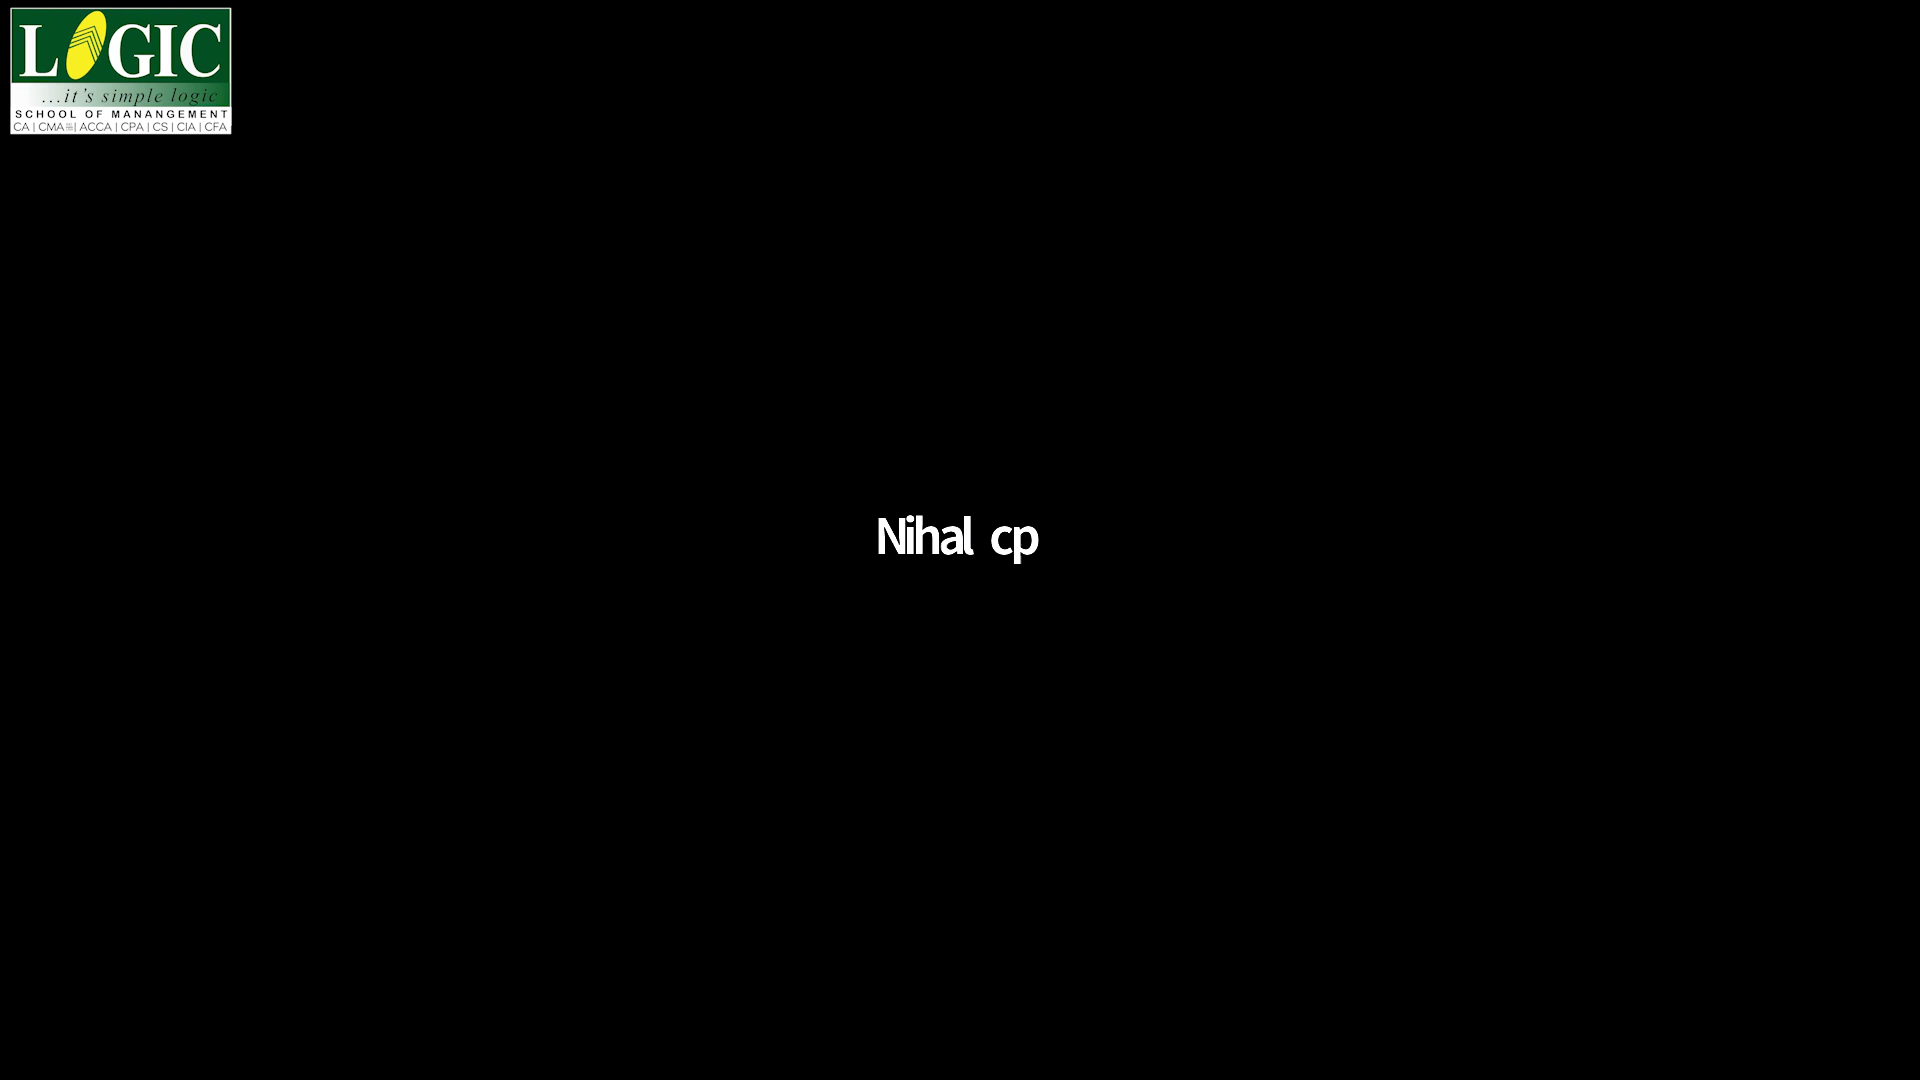 LOGIC
...it's simple logic
SCHOOL OF MANANGEMENT
CA | CMA | ACCA | CPA | CS | CIA | CFA
Nihal cp